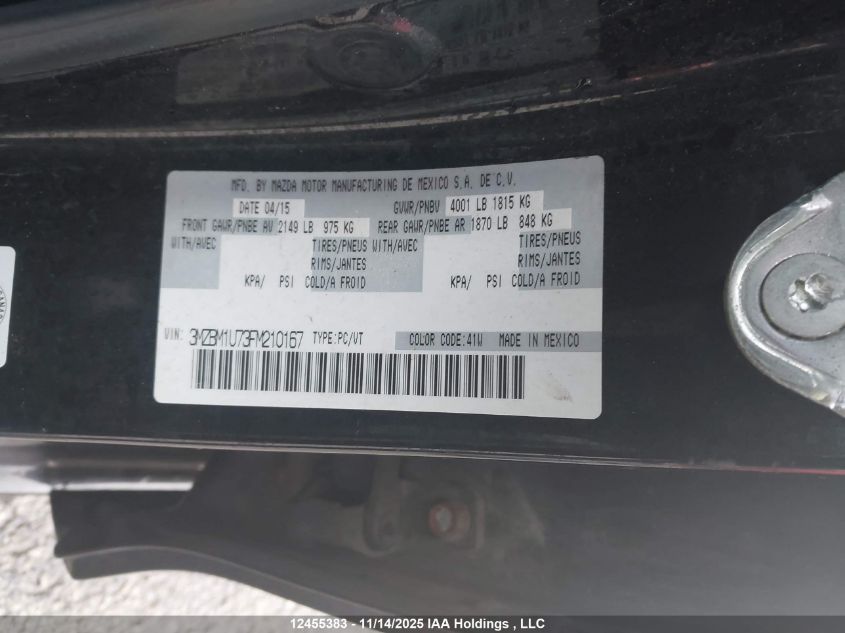 MFD. BY MAZDA MOTOR MANUFACTURING DE MEXICO S.A. DE C.V.
DATE 04/15 GVWR/PNBV 4001 LB 1815 KG
FRONT GAWR/PNBE AV 2149 LB 975 KG REAR GAWR/PNBE AR 1870 LB 848 KG
WITH/AVEC TIRES/PNEUS WITH/AVEC TIRES/PNEUS
RIMS/JANTES RIMS/JANTES
KPA/ PSI COLD/A FROID KPA/ PSI COLD/A FROID
VIN: 3MZBM1U73FM210167 TYPE:PC/VT COLOR CODE:41W MADE IN MEXICO
12455383 - 11/14/2025 IAA Holdings , LLC